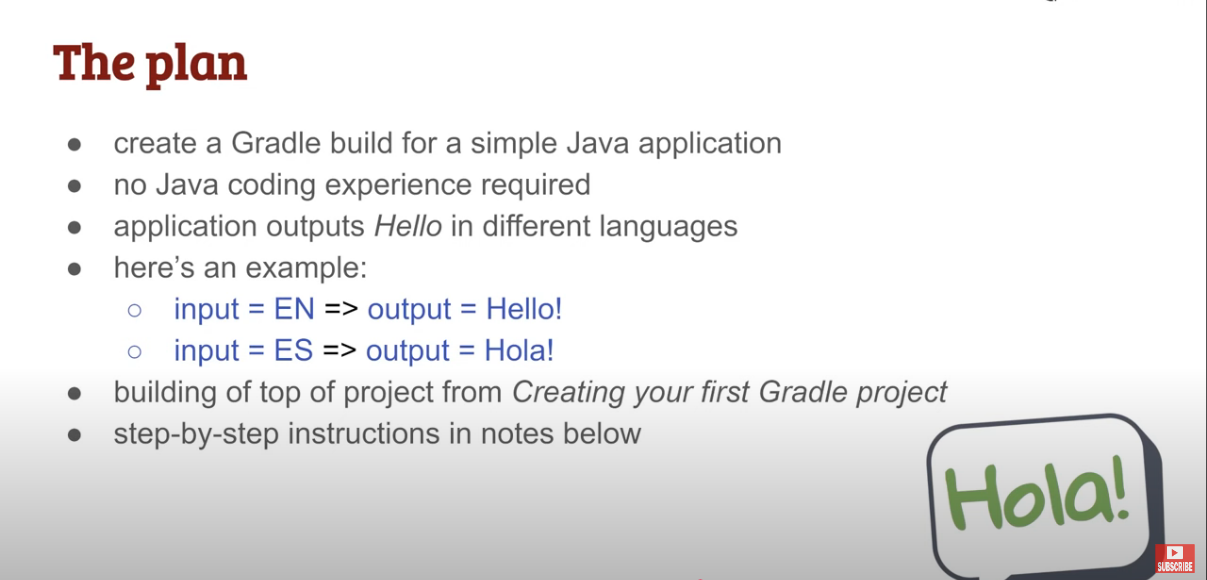 The plan
● create a Gradle build for a simple Java application
● no Java coding experience required
● application outputs Hello in different languages
● here’s an example:
○ input = EN => output = Hello!
○ input = ES => output = Hola!
● building of top of project from Creating your first Gradle project
● step-by-step instructions in notes below
Hola!
SUBSCRIBE